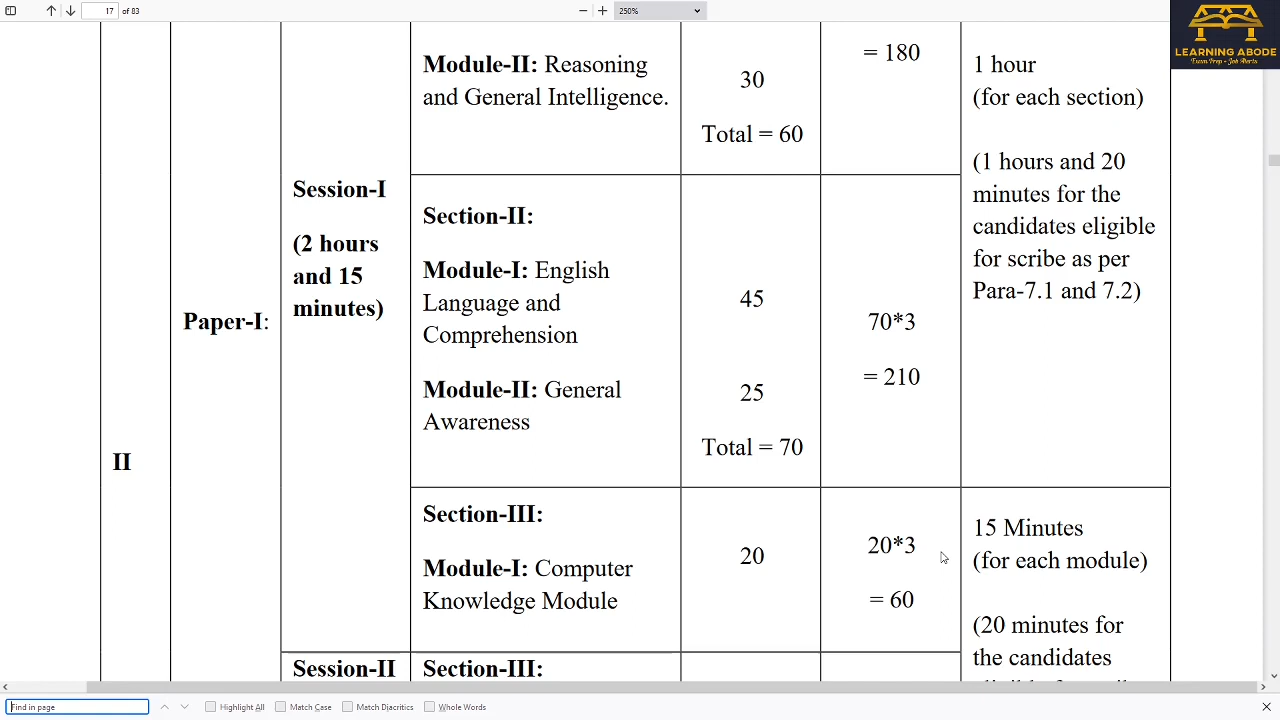 17 of 83
250%
LEARNING ABODE
Exam Prep - Job Alerts
II
Paper-I:
Session-I
(2 hours
and 15
minutes)
Module-II: Reasoning
and General Intelligence.
30
Total = 60
= 180
1 hour
(for each section)
(1 hours and 20
minutes for the
candidates eligible
for scribe as per
Para-7.1 and 7.2)
Section-II:
Module-I: English
Language and
Comprehension
Module-II: General
Awareness
45
25
Total = 70
70*3
= 210
Section-III:
Module-I: Computer
Knowledge Module
20
20*3
= 60
15 Minutes
(for each module)
(20 minutes for
the candidates
Session-II
Section-III:
Find in page
Highlight All
Match Case
Match Diacritics
Whole Words